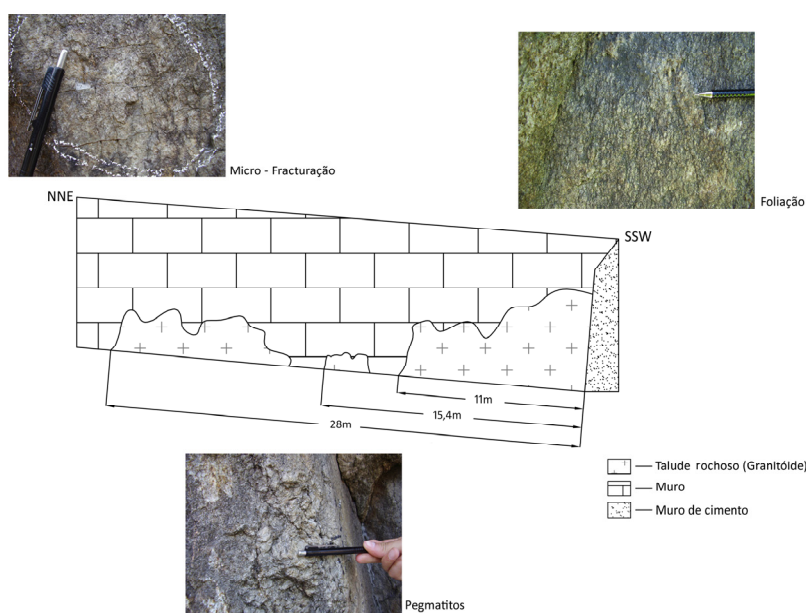 Micro - Fracturação
Foliação
NNE
SSW
11m
15,4m
28m
Talude rochoso (Granitóide)
Muro
Muro de cimento
Pegmatitos